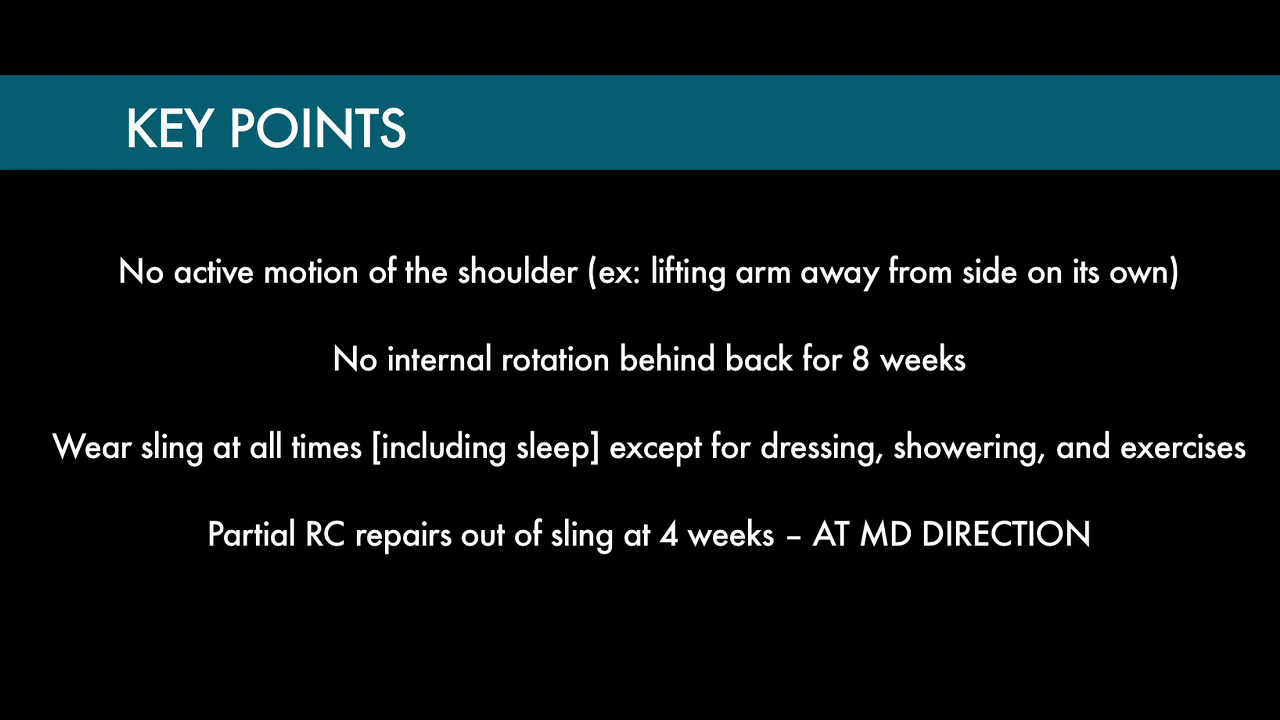 KEY POINTS
No active motion of the shoulder (ex: lifting arm away from side on its own)
No internal rotation behind back for 8 weeks
Wear sling at all times [including sleep] except for dressing, showering, and exercises
Partial RC repairs out of sling at 4 weeks – AT MD DIRECTION